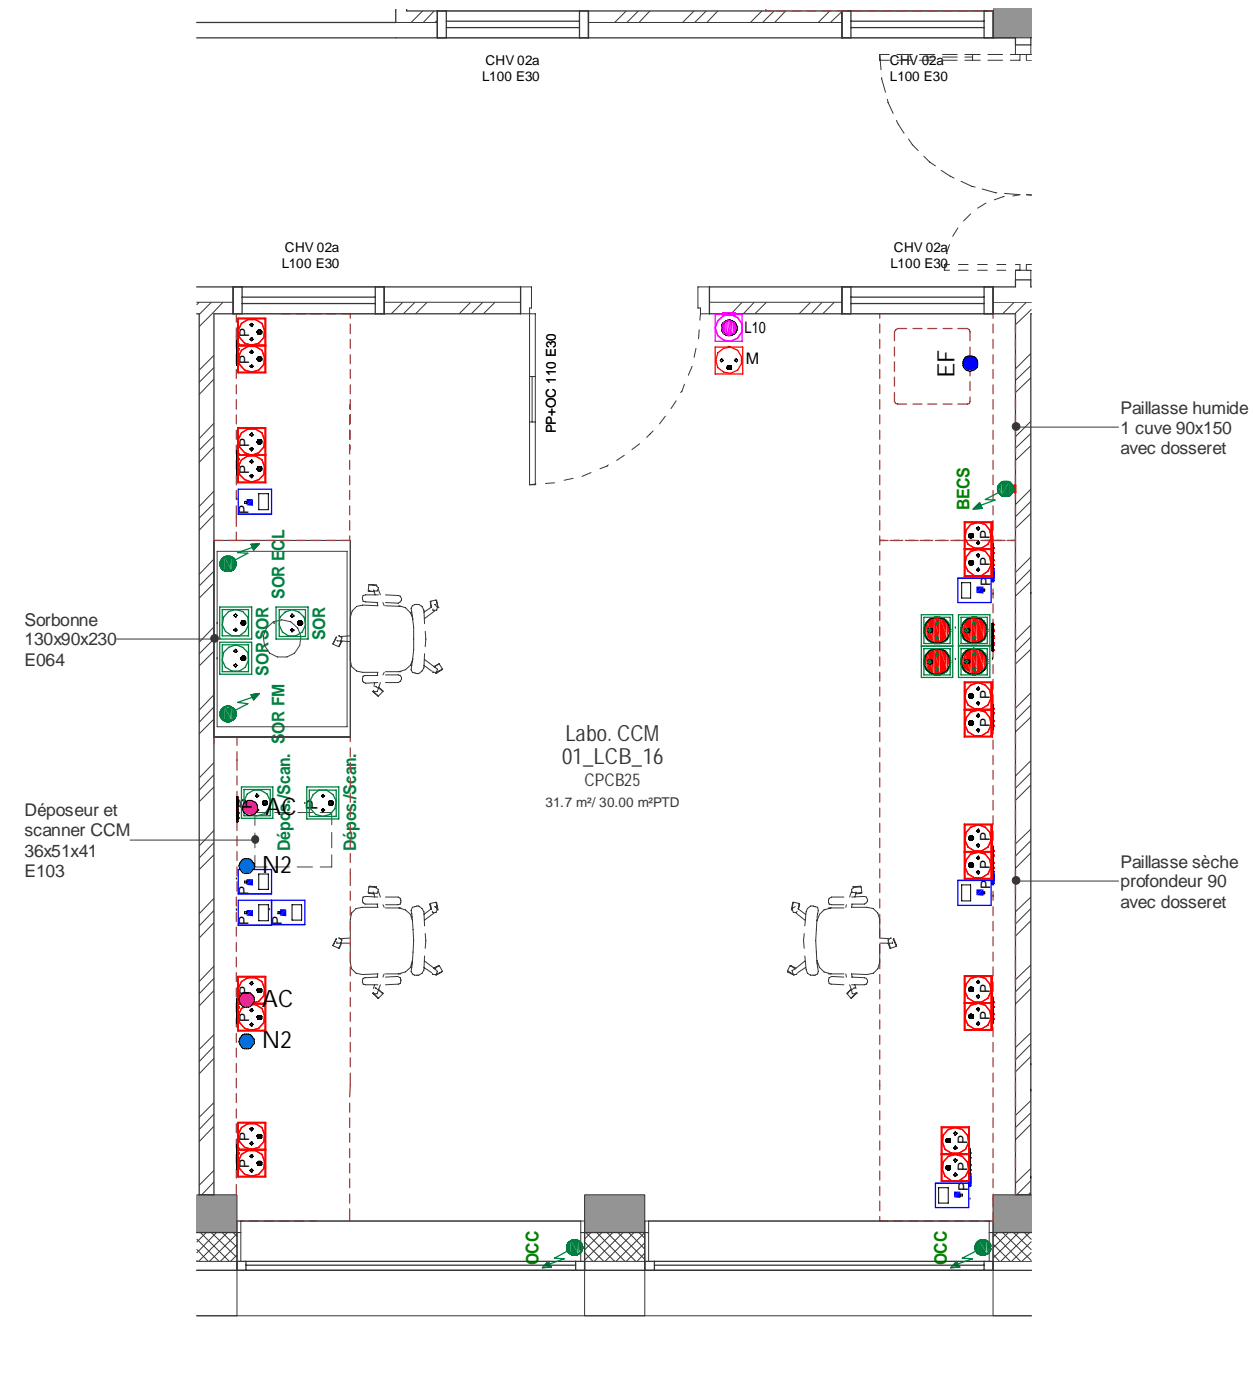 CHV 02a
L100 E30
CHV 02a
L100 E30
CHV 02a
L100 E30
CHV 02a
L100 E30
PP+OC 110 E30
L10
M
EF
Paillasse humide
1 cuve 90x150
avec dosseret
BECS
P
P
P
SOR ECL
SOR
SOR
SOR
SOR FM
Sorbonne
130x90x230
E064
P
P
P
P
Labo. CCM
01_LCB_16
CPCB25
31.7 m²/ 30.00 m²PTD
Dépos./Scan.
Dépos./Scan.
AC
N2
Déposeur et
scanner CCM
36x51x41
E103
P
P
P
P
P
P
Paillasse sèche
profondeur 90
avec dosseret
AC
N2
P
P
P
P
P
P
OCC
OCC